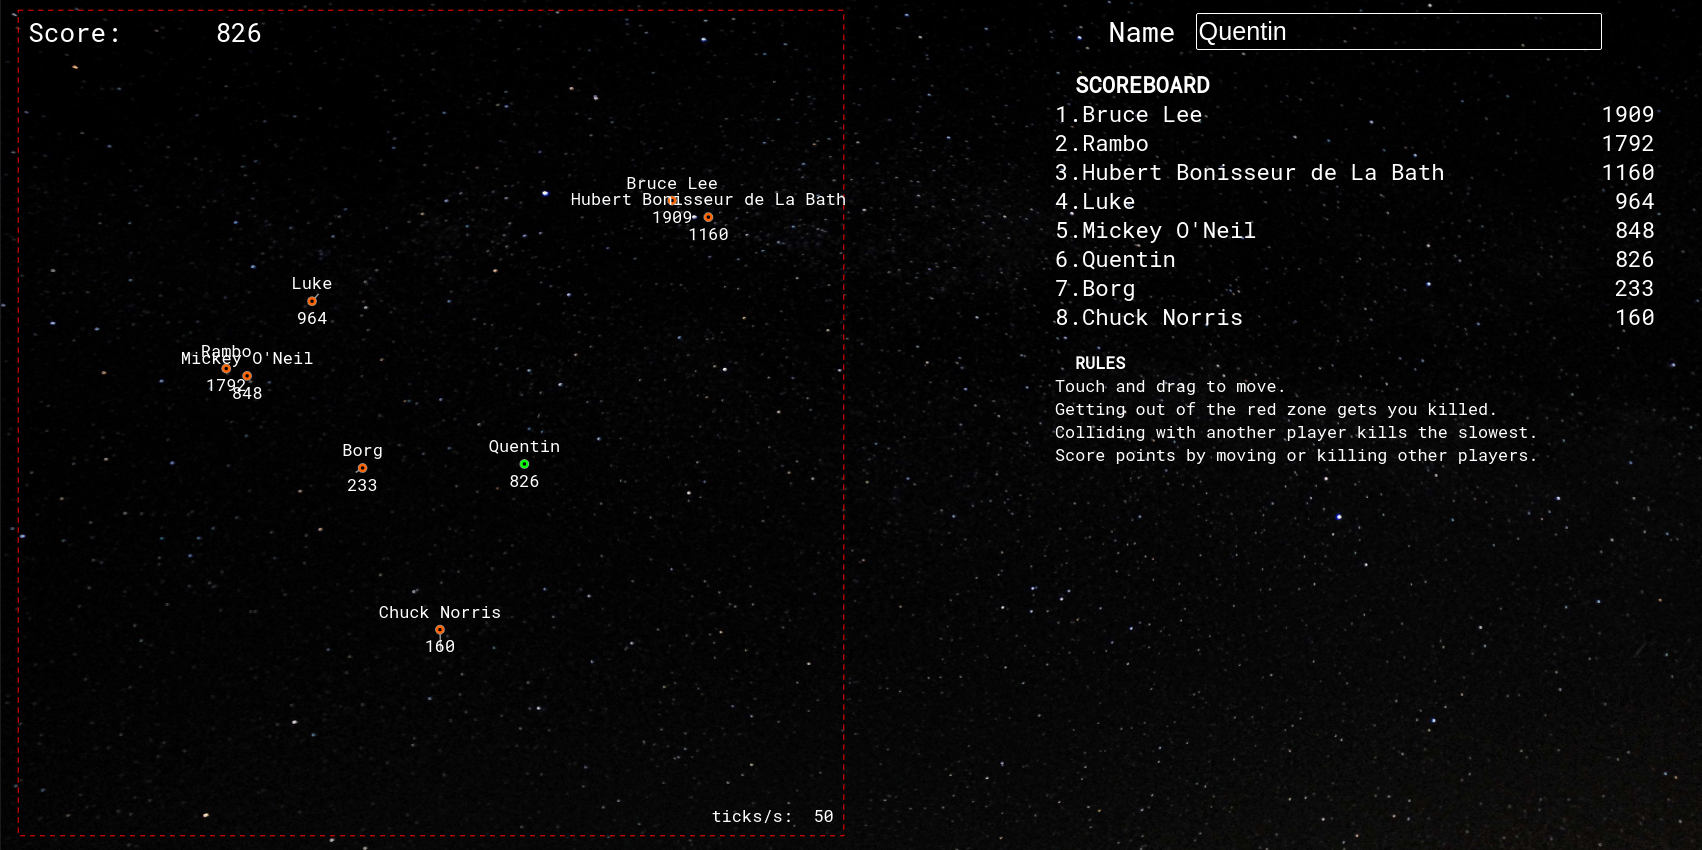 Score: 826
Name Quentin
SCOREBOARD
1.Bruce Lee 1909
2.Rambo 1792
3.Hubert Bonisseur de La Bath 1160
4.Luke 964
5.Mickey O'Neil 848
6.Quentin 826
7.Borg 233
8.Chuck Norris 160
RULES
Touch and drag to move.
Getting out of the red zone gets you killed.
Colliding with another player kills the slowest.
Score points by moving or killing other players.
Bruce Lee
Hubert Bonisseur de La Bath
1909
1160
Luke
964
Rambo
Mickey O'Neil
1792
848
Borg
233
Quentin
826
Chuck Norris
160
ticks/s: 50